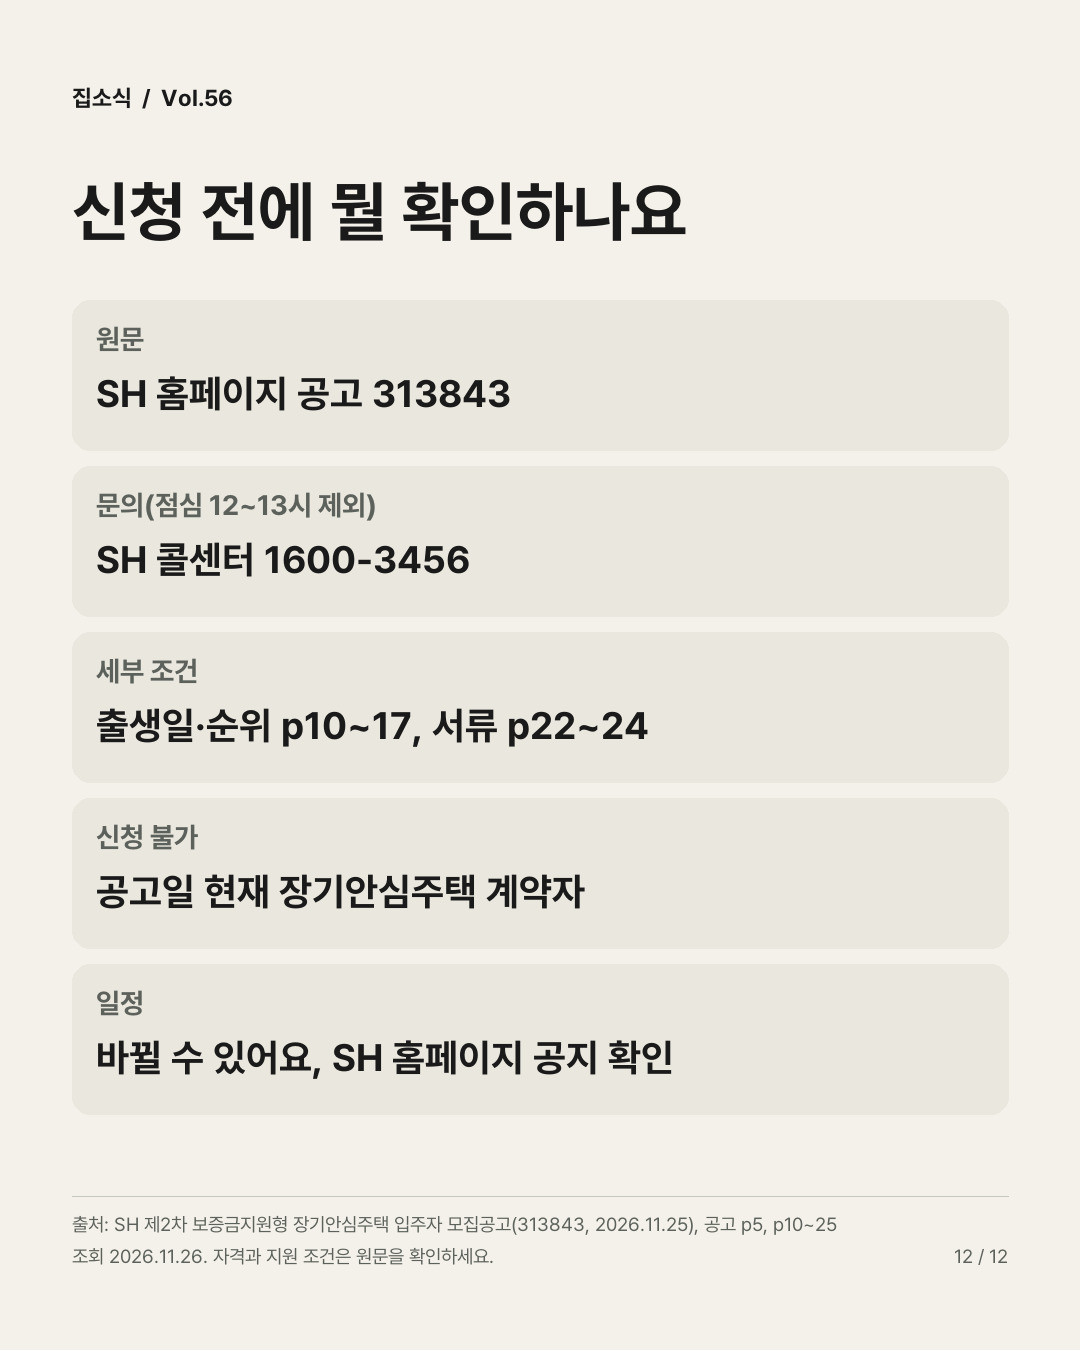 집소식 / Vol.56
신청 전에 뭘 확인하나요
원문
SH 홈페이지 공고 313843
문의(점심 12~13시 제외)
SH 콜센터 1600-3456
세부 조건
출생일·순위 p10~17, 서류 p22~24
신청 불가
공고일 현재 장기안심주택 계약자
일정
바뀔 수 있어요, SH 홈페이지 공지 확인
출처: SH 제2차 보증금지원형 장기안심주택 입주자 모집공고(313843, 2026.11.25), 공고 p5, p10~25
조회 2026.11.26. 자격과 지원 조건은 원문을 확인하세요.
12 / 12